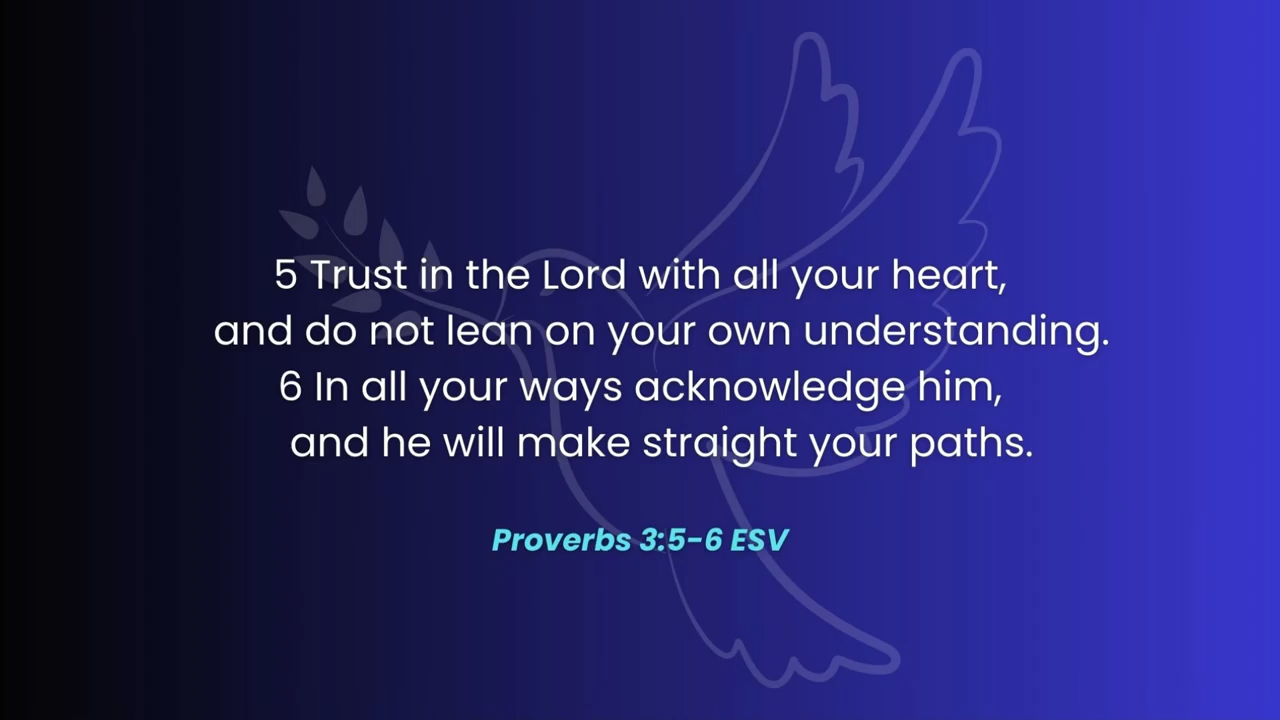 5 Trust in the Lord with all your heart,
and do not lean on your own understanding.
6 In all your ways acknowledge him,
and he will make straight your paths.
Proverbs 3:5-6 ESV